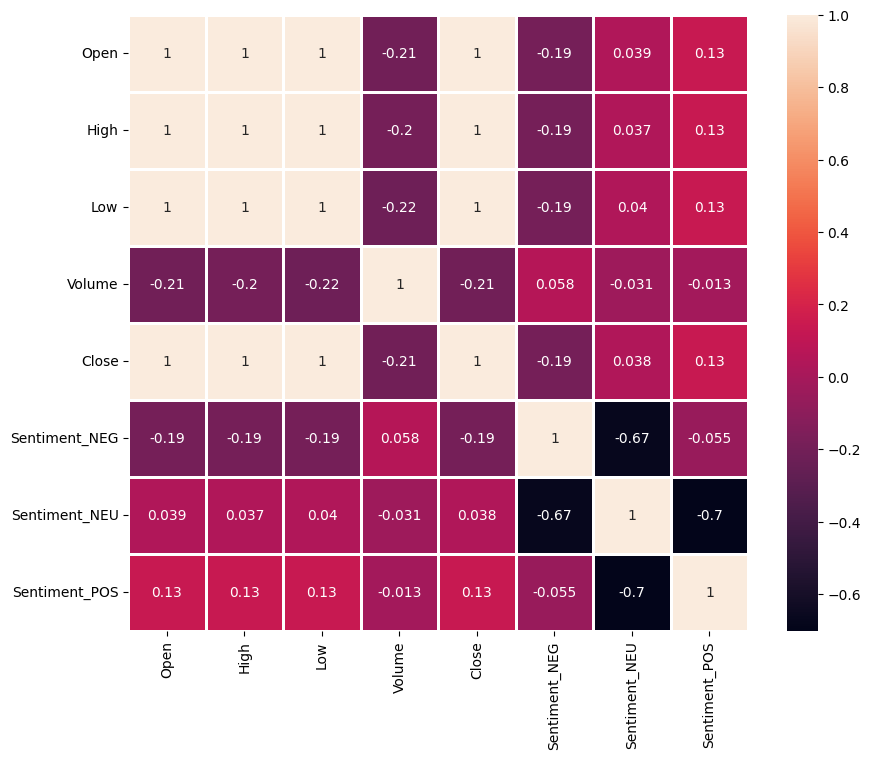 Open 1 1 1 -0.21 1 -0.19 0.039 0.13
High 1 1 1 -0.2 1 -0.19 0.037 0.13
Low 1 1 1 -0.22 1 -0.19 0.04 0.13
Volume -0.21 -0.2 -0.22 1 -0.21 0.058 -0.031 -0.013
Close 1 1 1 -0.21 1 -0.19 0.038 0.13
Sentiment_NEG -0.19 -0.19 -0.19 0.058 -0.19 1 -0.67 -0.055
Sentiment_NEU 0.039 0.037 0.04 -0.031 0.038 -0.67 1 -0.7
Sentiment_POS 0.13 0.13 0.13 -0.013 0.13 -0.055 -0.7 1
Open
High
Low
Volume
Close
Sentiment_NEG
Sentiment_NEU
Sentiment_POS
1.0
0.8
0.6
0.4
0.2
0.0
−0.2
−0.4
−0.6